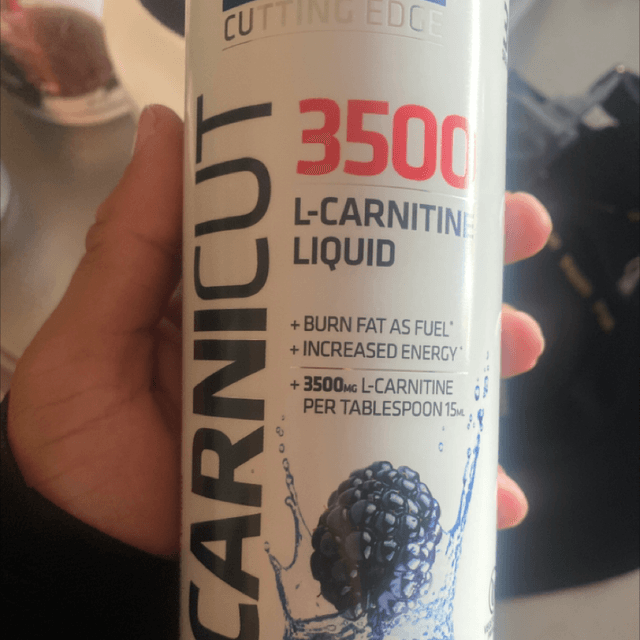 CUTTING EDGE
CARNICUT
3500
L-CARNITINE
LIQUID
+ BURN FAT AS FUEL*
+ INCREASED ENERGY*
+ 3500MG L-CARNITINE
PER TABLESPOON 15ML